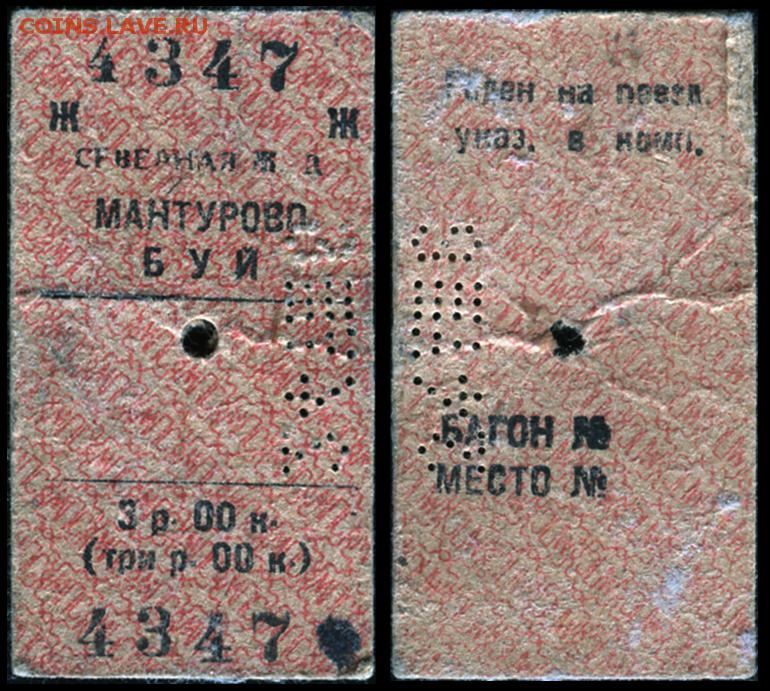 COINS.LAVE.RU
4347
Ж Ж
СЕВЕРНАЯ Ж д
МАНТУРОВО
БУЙ
3 р. 00 к.
(три р. 00 к.)
4347
Годен на поезд,
указ. в комп.
ВАГОН №
МЕСТО №